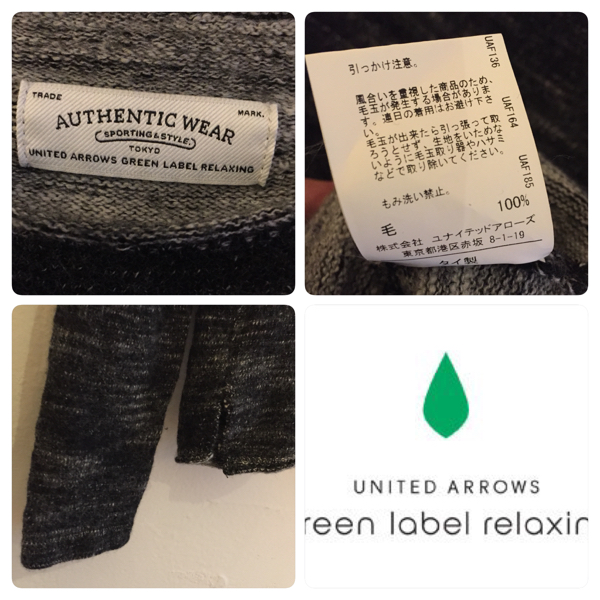 TRADE MARK.
AUTHENTIC WEAR
SPORTING & STYLE.
TOKYO
UNITED ARROWS GREEN LABEL RELAXING
引っかけ注意。
風合いを重視した商品のため、
毛玉が発生する場合がありま
す。連日の着用はお避け下さ
い。
毛玉が出来たら引っ張って取
ろうとせず、生地をいためなミ
いように毛玉取り器やハサ
などで取り除いてください。
もみ洗い禁止。
毛 100%
株式会社 ユナイテッドアローズ
東京都港区赤坂 8-1-19
タイ製
UAF136
UAF164
UAF185
UNITED ARROWS
reen label relaxin